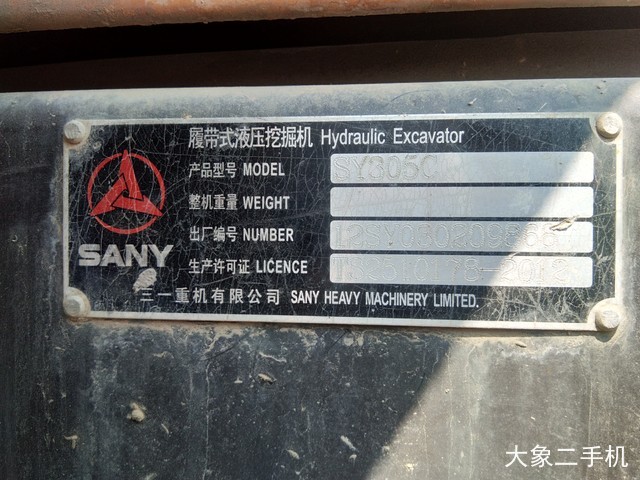 履带式液压挖掘机 Hydraulic Excavator
产品型号 MODEL SY305C
整机重量 WEIGHT
出厂编号 NUMBER
生产许可证 LICENCE
SANY
三一重机有限公司 SANY HEAVY MACHINERY LIMITED.
大象二手机